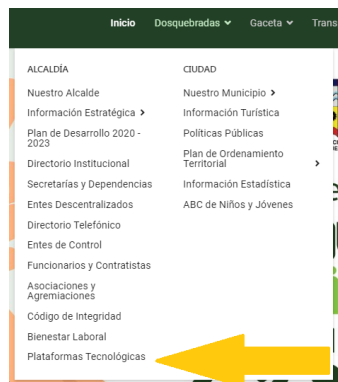 Inicio Dosquebradas Gaceta Trans
ALCALDÍA
Nuestro Alcalde
Información Estratégica >
Plan de Desarrollo 2020 -
2023
Directorio Institucional
Secretarías y Dependencias
Entes Descentralizados
Directorio Telefónico
Entes de Control
Funcionarios y Contratistas
Asociaciones y
Agremiaciones
Código de Integridad
Bienestar Laboral
Plataformas Tecnológicas
CIUDAD
Nuestro Municipio >
Información Turística
Políticas Públicas
Plan de Ordenamiento
Territorial >
Información Estadística
ABC de Niños y Jóvenes